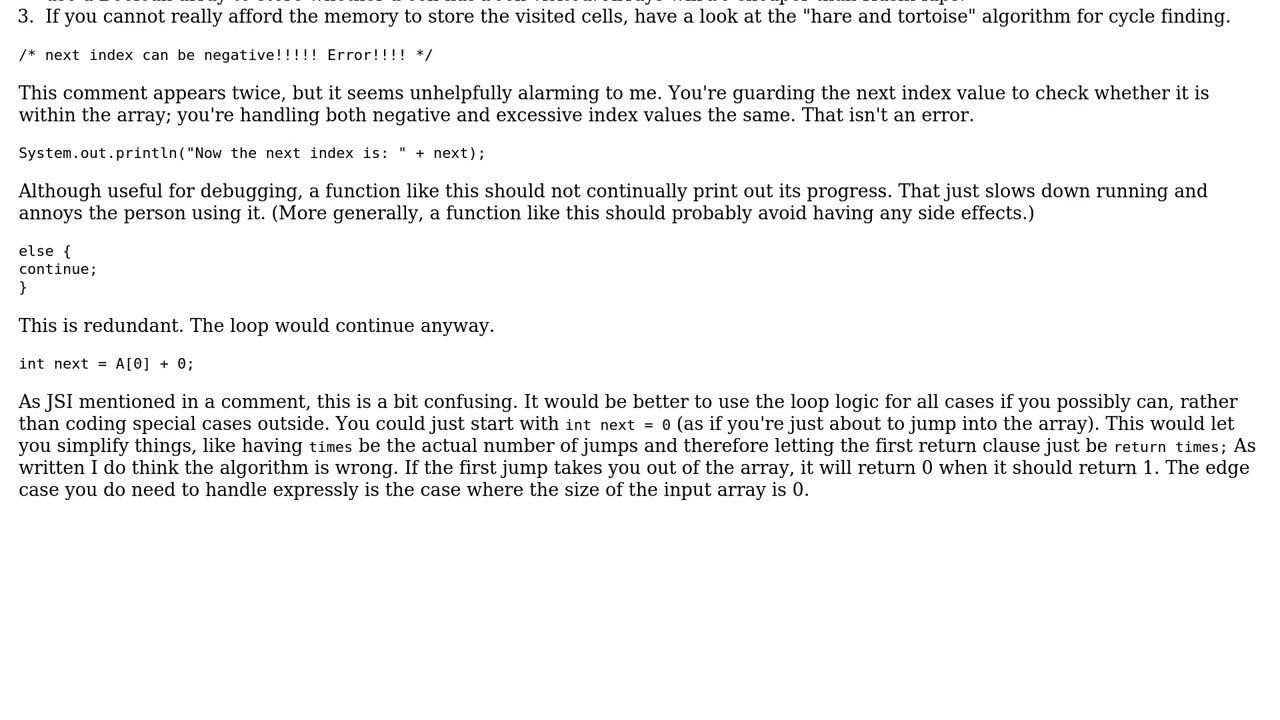 3. If you cannot really afford the memory to store the visited cells, have a look at the "hare and tortoise" algorithm for cycle finding.
/* next index can be negative!!!!! Error!!!! */
This comment appears twice, but it seems unhelpfully alarming to me. You're guarding the next index value to check whether it is
within the array; you're handling both negative and excessive index values the same. That isn't an error.
System.out.println("Now the next index is: " + next);
Although useful for debugging, a function like this should not continually print out its progress. That just slows down running and
annoys the person using it. (More generally, a function like this should probably avoid having any side effects.)
else {
continue;
}
This is redundant. The loop would continue anyway.
int next = A[0] + 0;
As JSI mentioned in a comment, this is a bit confusing. It would be better to use the loop logic for all cases if you possibly can, rather
than coding special cases outside. You could just start with int next = 0 (as if you're just about to jump into the array). This would let
you simplify things, like having times be the actual number of jumps and therefore letting the first return clause just be return times; As
written I do think the algorithm is wrong. If the first jump takes you out of the array, it will return 0 when it should return 1. The edge
case you do need to handle expressly is the case where the size of the input array is 0.